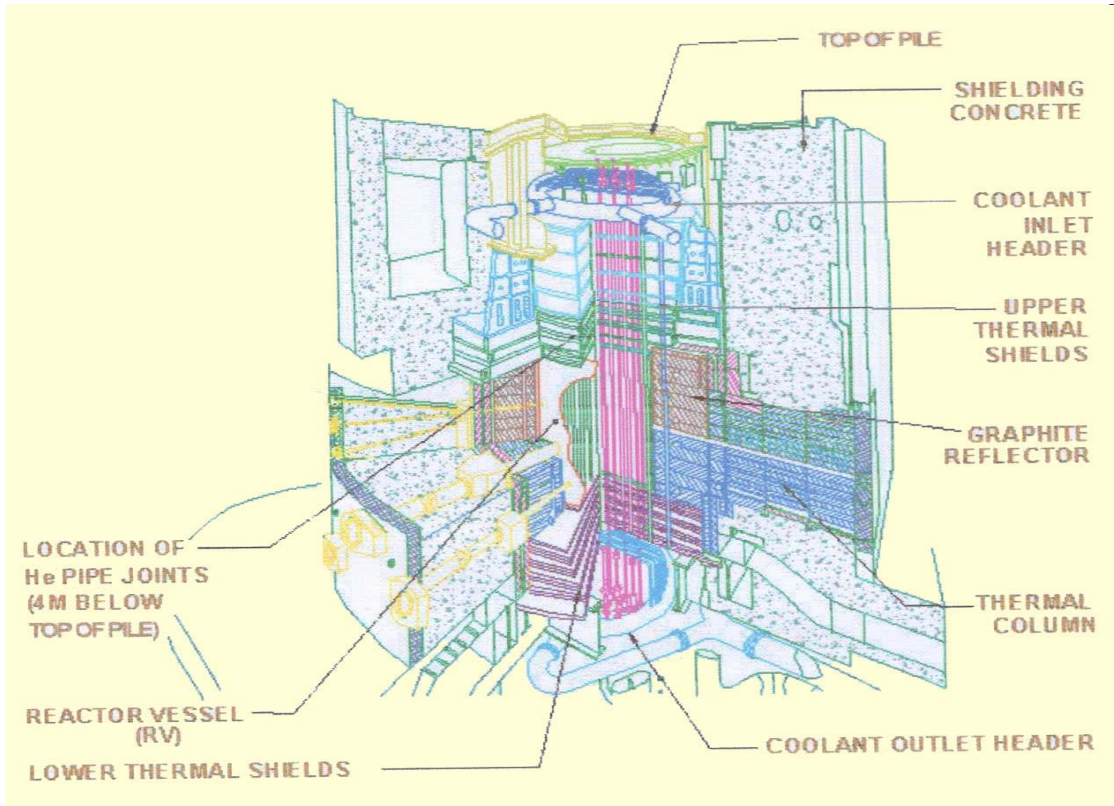 TOP OF PILE
SHIELDING
CONCRETE
COOLANT
INLET
HEADER
UPPER
THERMAL
SHIELDS
GRAPHITE
REFLECTOR
THERMAL
COLUMN
COOLANT OUTLET HEADER
LOCATION OF
He PIPE JOINTS
(4M BELOW
TOP OF PILE)
REACTOR VESSEL
(RV)
LOWER THERMAL SHIELDS